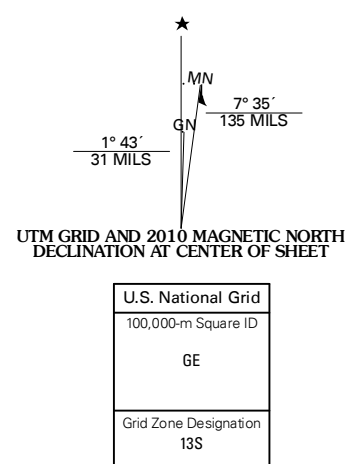 MN
GN
7° 35´
135 MILS
1° 43´
31 MILS
UTM GRID AND 2010 MAGNETIC NORTH
DECLINATION AT CENTER OF SHEET
U.S. National Grid
100,000-m Square ID
GE
Grid Zone Designation
13S